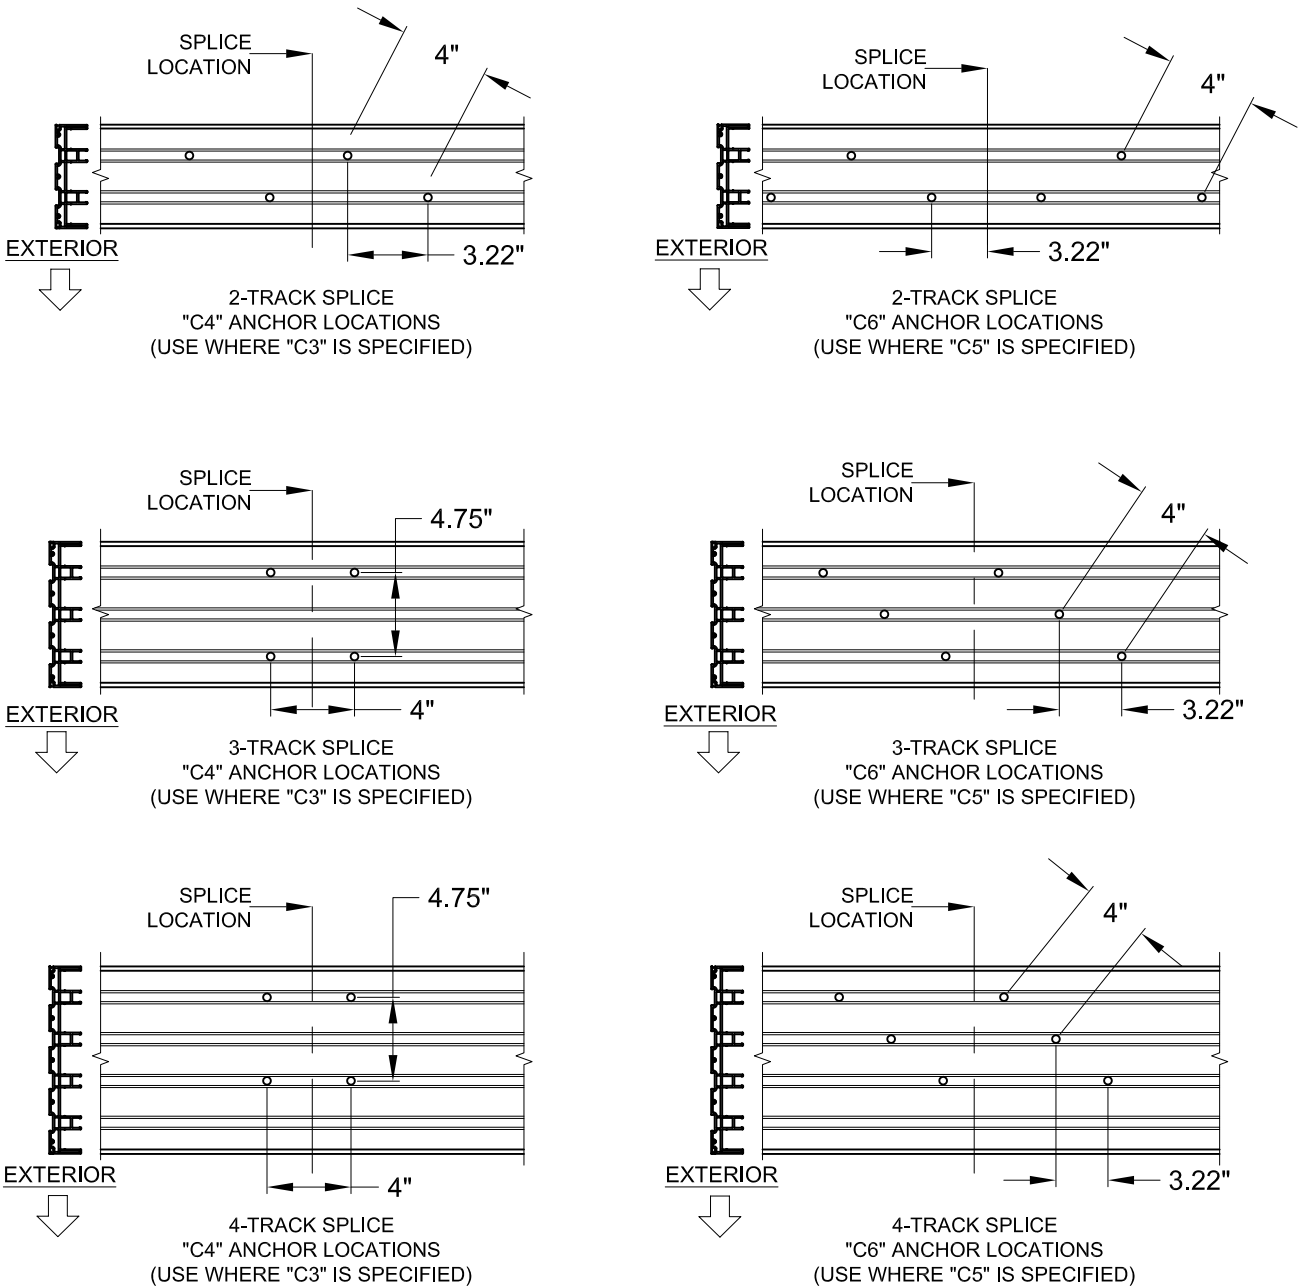 SPLICE
LOCATION
4"
EXTERIOR
3.22"
2-TRACK SPLICE
"C4" ANCHOR LOCATIONS
(USE WHERE "C3" IS SPECIFIED)
SPLICE
LOCATION
4"
EXTERIOR
3.22"
2-TRACK SPLICE
"C6" ANCHOR LOCATIONS
(USE WHERE "C5" IS SPECIFIED)
SPLICE
LOCATION
4.75"
EXTERIOR
4"
3-TRACK SPLICE
"C4" ANCHOR LOCATIONS
(USE WHERE "C3" IS SPECIFIED)
SPLICE
LOCATION
4"
EXTERIOR
3.22"
3-TRACK SPLICE
"C6" ANCHOR LOCATIONS
(USE WHERE "C5" IS SPECIFIED)
SPLICE
LOCATION
4.75"
EXTERIOR
4"
4-TRACK SPLICE
"C4" ANCHOR LOCATIONS
(USE WHERE "C3" IS SPECIFIED)
SPLICE
LOCATION
4"
EXTERIOR
3.22"
4-TRACK SPLICE
"C6" ANCHOR LOCATIONS
(USE WHERE "C5" IS SPECIFIED)